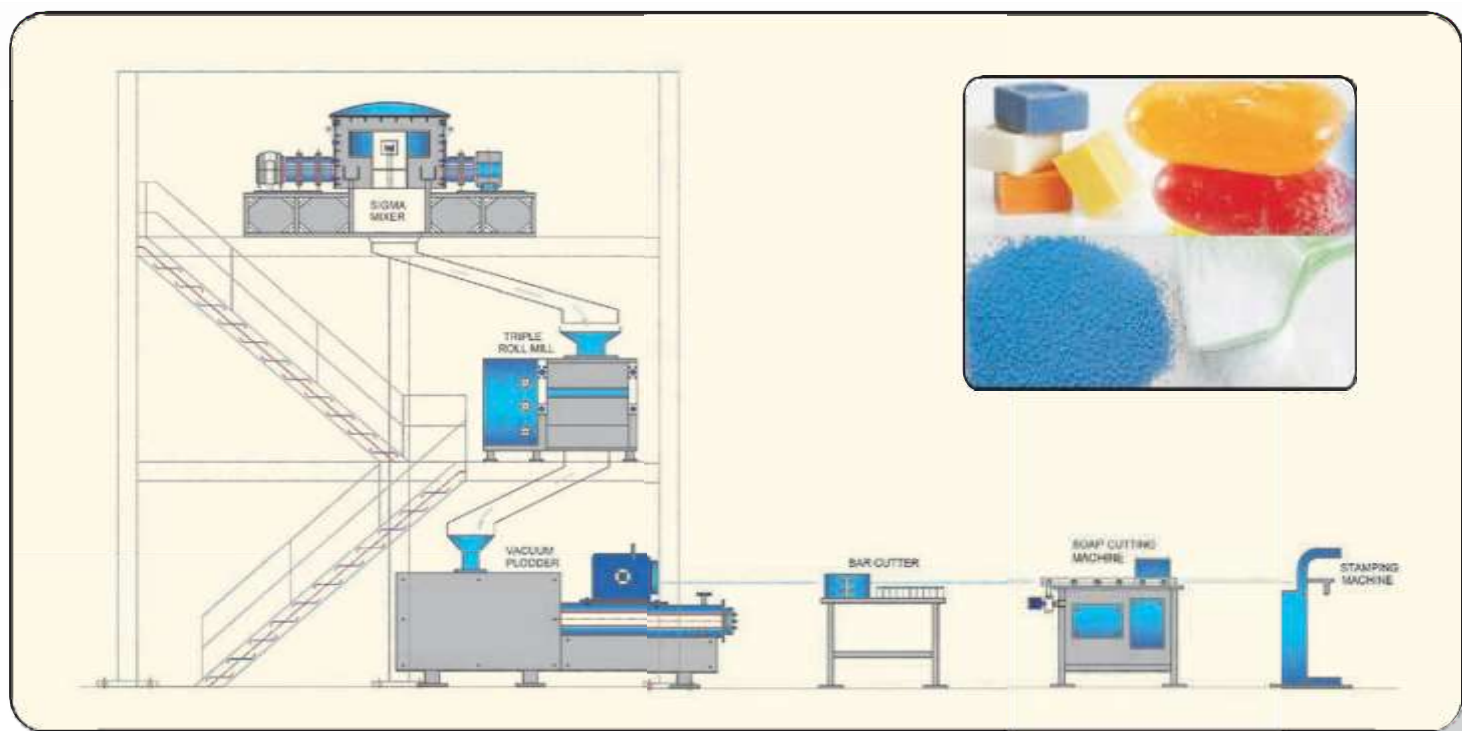 SIGMA
MIXER
TRIPLE
ROLL MILL
VACUUM
PLODDER
BAR CUTTER
SOAP CUTTING
MACHINE
STAMPING
MACHINE